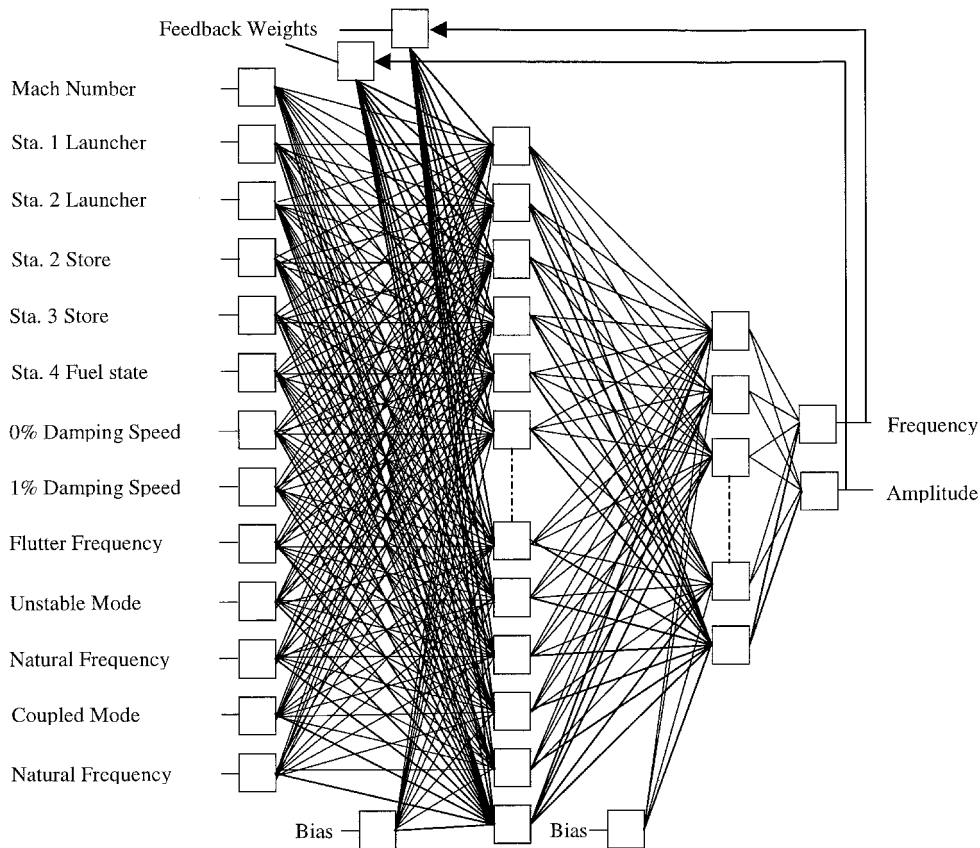 Feedback Weights
Mach Number
Sta. 1 Launcher
Sta. 2 Launcher
Sta. 2 Store
Sta. 3 Store
Sta. 4 Fuel state
0% Damping Speed
1% Damping Speed
Flutter Frequency
Unstable Mode
Natural Frequency
Coupled Mode
Natural Frequency
Bias
Bias
Frequency
Amplitude